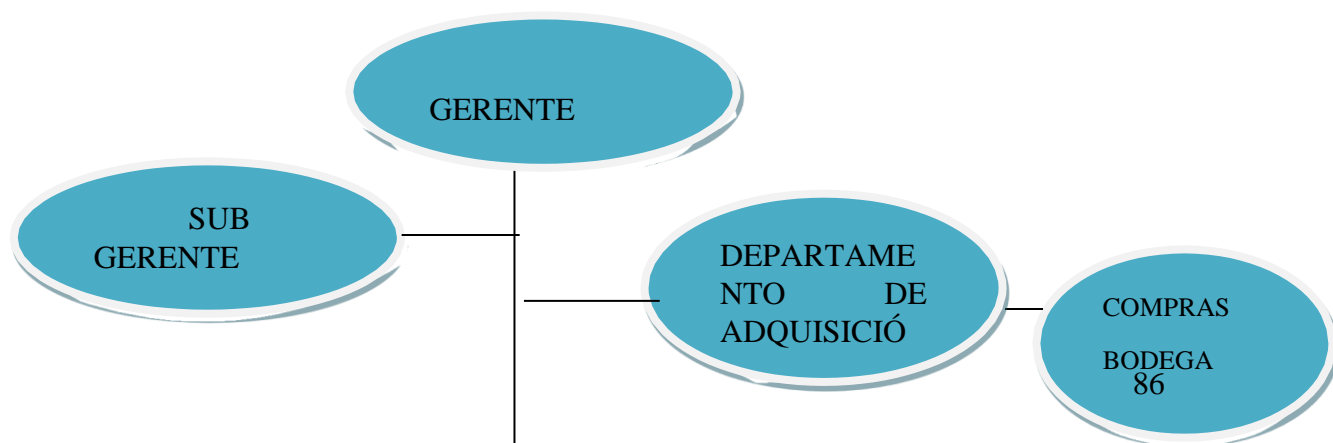 GERENTE
SUB
GERENTE
DEPARTAME
NTO DE
ADQUISICIÓ
COMPRAS
BODEGA
86